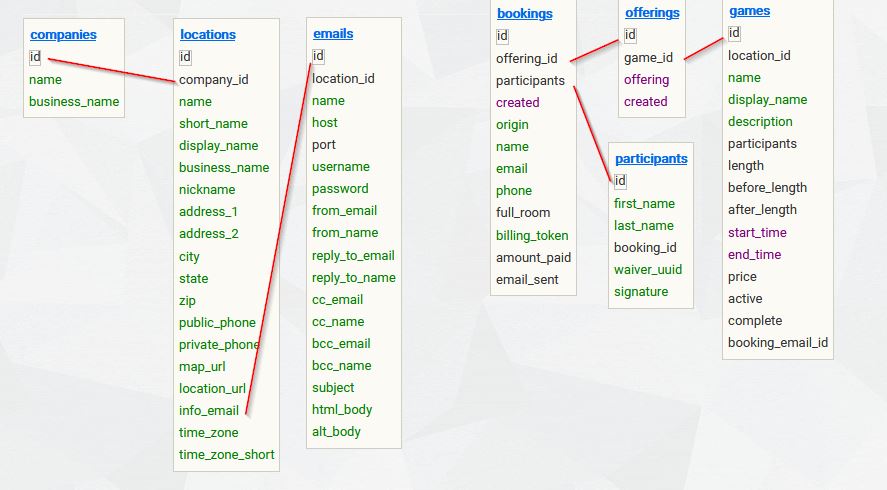 companies
id
name
business_name
locations
id
company_id
name
short_name
display_name
business_name
nickname
address_1
address_2
city
state
zip
public_phone
private_phone
map_url
location_url
info_email
time_zone
time_zone_short
emails
id
location_id
name
host
port
username
password
from_email
from_name
reply_to_email
reply_to_name
cc_email
cc_name
bcc_email
bcc_name
subject
html_body
alt_body
bookings
id
offering_id
participants
created
origin
name
email
phone
full_room
billing_token
amount_paid
email_sent
offerings
id
game_id
offering
created
participants
id
first_name
last_name
booking_id
waiver_uuid
signature
games
id
location_id
name
display_name
description
participants
length
before_length
after_length
start_time
end_time
price
active
complete
booking_email_id